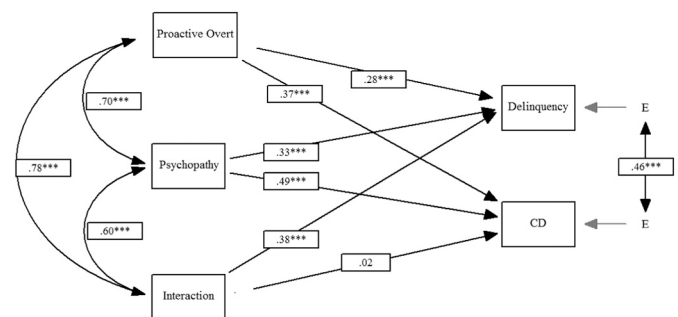 Proactive Overt
.28***
.37***
Delinquency
E
.70***
.33***
.78***
Psychopathy
.46***
.49***
.60***
.38***
CD
E
.02
Interaction